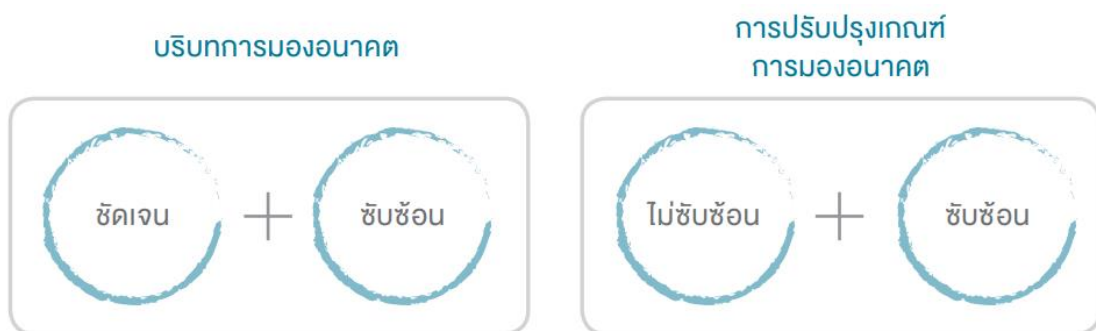 บริบทการมองอนาคต
การปรับปรุงเกณฑ์
การมองอนาคต
ชัดเจน + ซับซ้อน
ไม่ซับซ้อน + ซับซ้อน